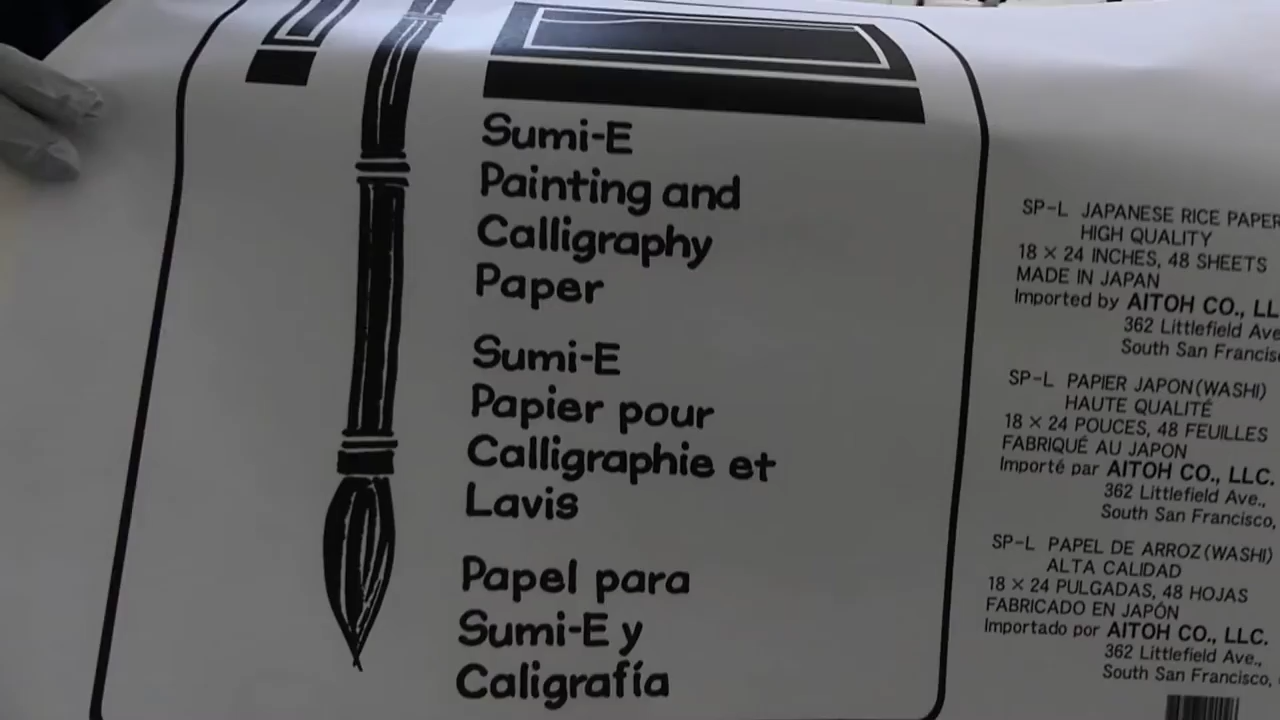 Sumi-E
Painting and
Calligraphy
Paper
Sumi-E
Papier pour
Calligraphie et
Lavis
Papel para
Sumi-E y
Caligrafía
SP-L JAPANESE RICE PAPER
HIGH QUALITY
18 × 24 INCHES, 48 SHEETS
MADE IN JAPAN
Imported by AITOH CO., LL
362 Littlefield Ave
South San Francisc
SP-L PAPIER JAPON(WASHI)
HAUTE QUALITÉ
18 × 24 POUCES, 48 FEUILLES
FABRIQUÉ AU JAPON
Importé par AITOH CO., LLC.
362 Littlefield Ave.,
South San Francisco,
SP-L PAPEL DE ARROZ(WASHI)
ALTA CALIDAD
18 × 24 PULGADAS, 48 HOJAS
FABRICADO EN JAPÓN
Importado por AITOH CO., LLC.
362 Littlefield Ave.,
South San Francisco,